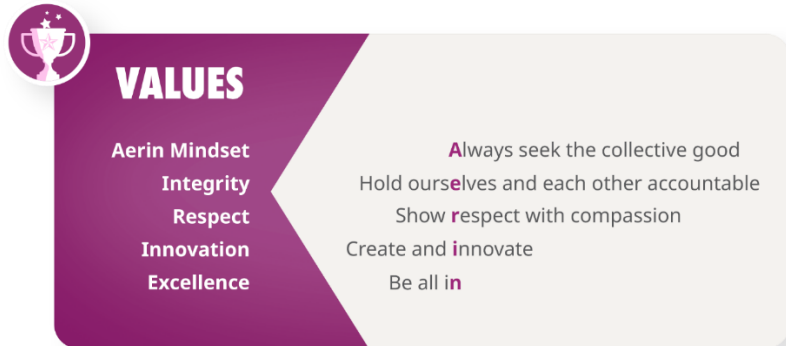 VALUES
Aerin Mindset
Always seek the collective good
Integrity
Hold ourselves and each other accountable
Respect
Show respect with compassion
Innovation
Create and innovate
Excellence
Be all in